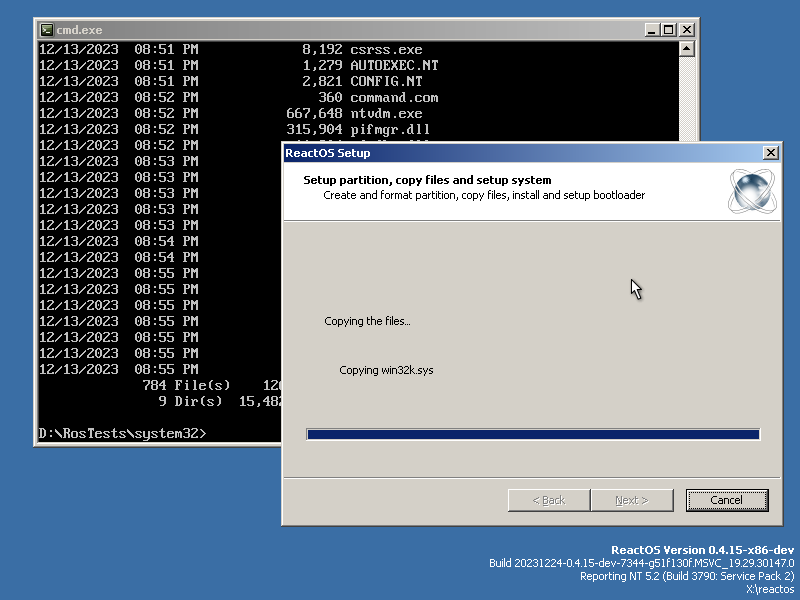 cmd.exe
12/13/2023  08:51 PM             8,192 csrss.exe
12/13/2023  08:51 PM             1,279 AUTOEXEC.NT
12/13/2023  08:51 PM             2,821 CONFIG.NT
12/13/2023  08:52 PM               360 command.com
12/13/2023  08:52 PM           667,648 ntvdm.exe
12/13/2023  08:52 PM           315,904 pifmgr.dll
12/13/2023  08:52 PM
12/13/2023  08:53 PM
12/13/2023  08:53 PM
12/13/2023  08:53 PM
12/13/2023  08:53 PM
12/13/2023  08:53 PM
12/13/2023  08:54 PM
12/13/2023  08:54 PM
12/13/2023  08:55 PM
12/13/2023  08:55 PM
12/13/2023  08:55 PM
12/13/2023  08:55 PM
12/13/2023  08:55 PM
12/13/2023  08:55 PM
12/13/2023  08:55 PM
784 File(s)
9 Dir(s)  15,482
D:\RosTests\system32>
ReactOS Setup
Setup partition, copy files and setup system
Create and format partition, copy files, install and setup bootloader
Copying the files...
Copying win32k.sys
< Back
Next >
Cancel
ReactOS Version 0.4.15-x86-dev
Build 20231224-0.4.15-dev-7344-g51f130f.MSVC_19.29.30147.0
Reporting NT 5.2 (Build 3790: Service Pack 2)
X:\reactos